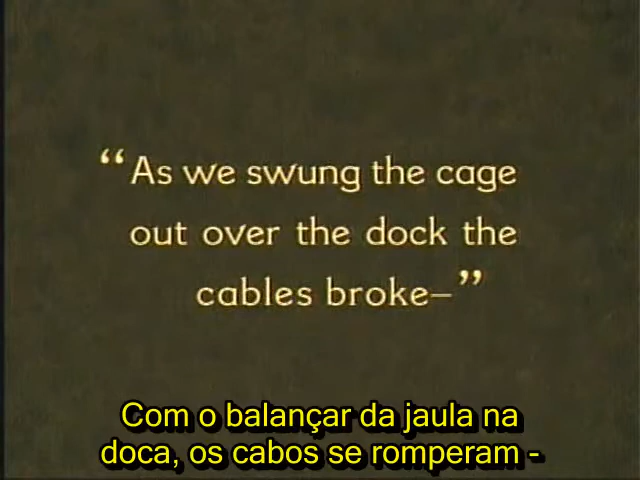 “As we swung the cage
out over the dock the
cables broke–”
Com o balançar da jaula na
doca, os cabos se romperam -